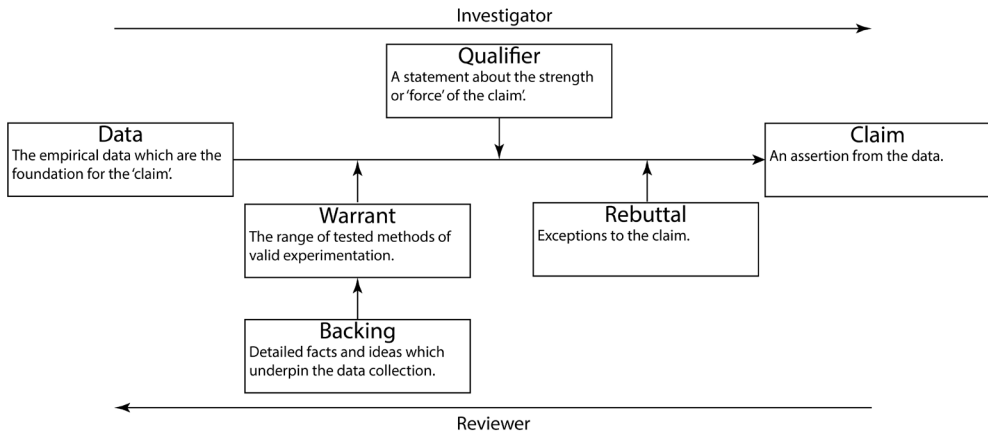 Investigator
Qualifier
A statement about the strength
or ‘force’ of the claim’.
Data
The empirical data which are the
foundation for the ‘claim’.
Claim
An assertion from the data.
Warrant
The range of tested methods of
valid experimentation.
Rebuttal
Exceptions to the claim.
Backing
Detailed facts and ideas which
underpin the data collection.
Reviewer